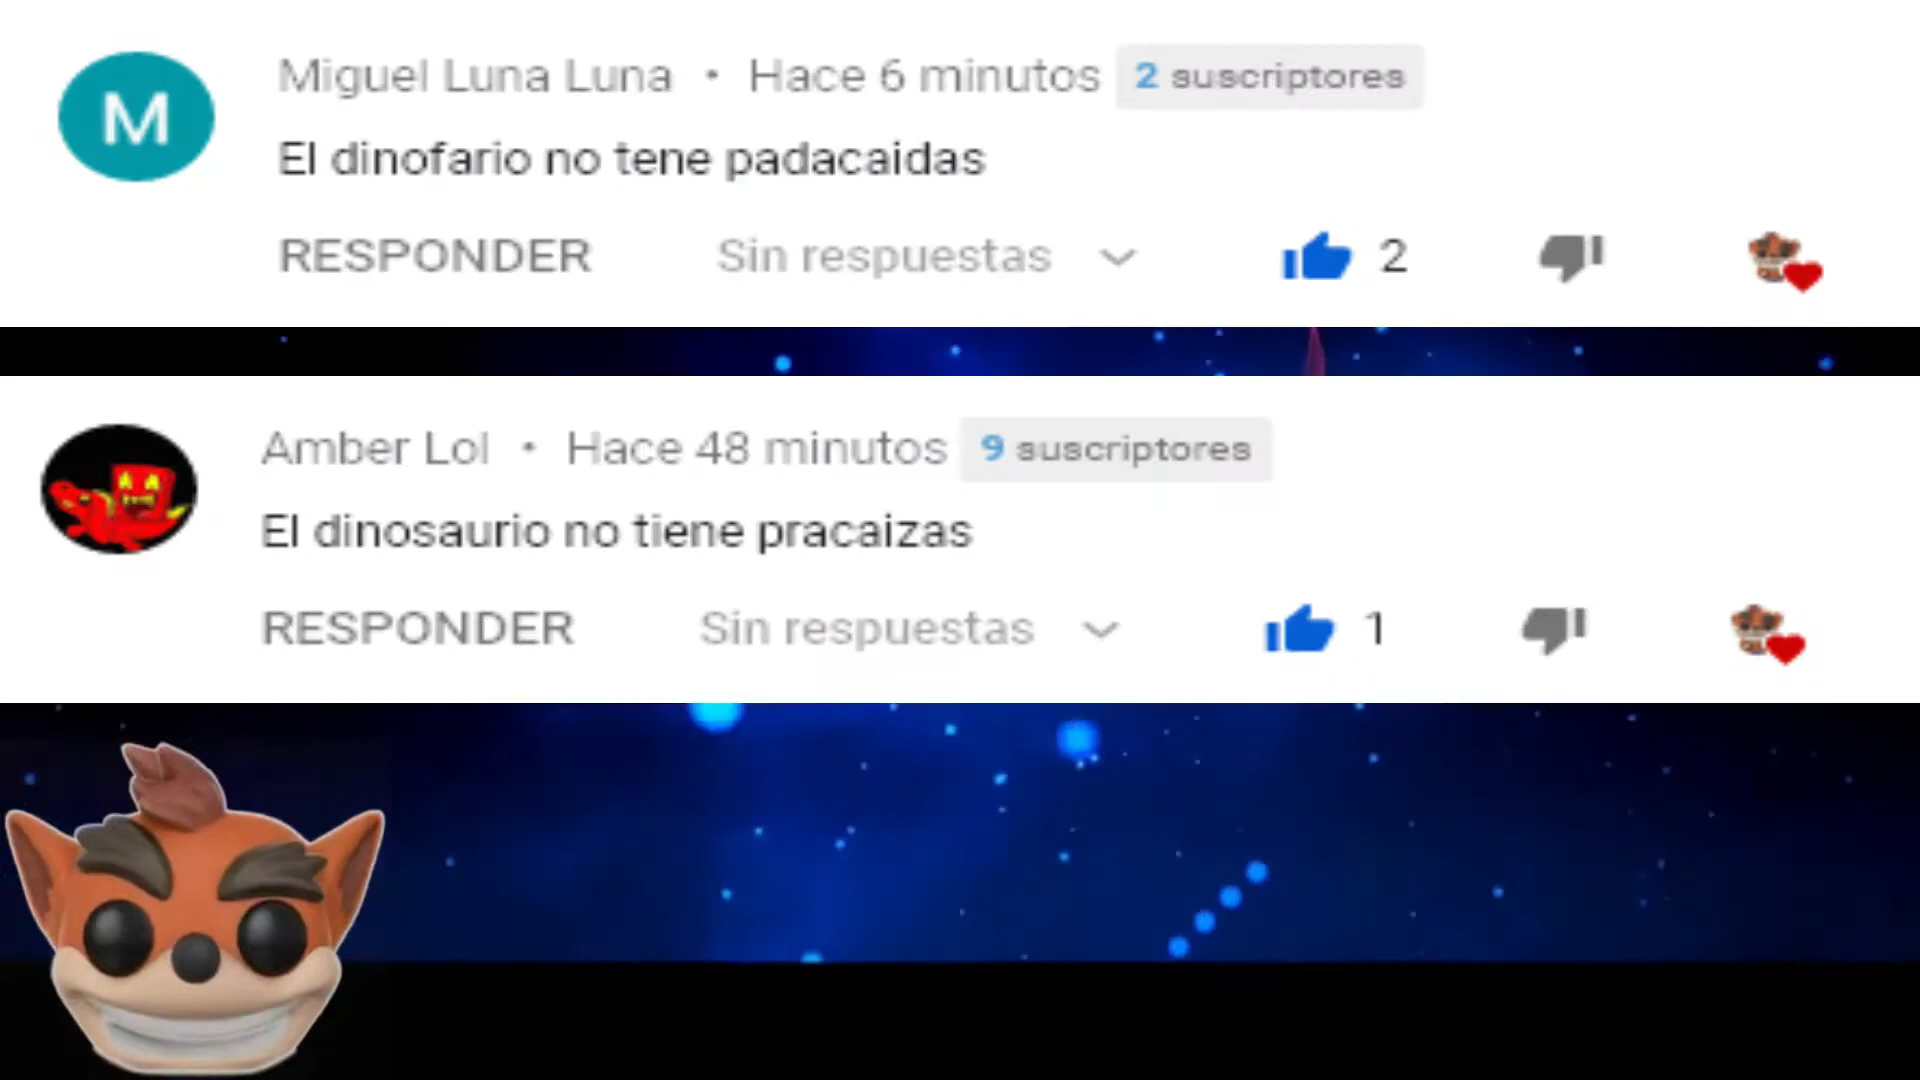 M
Miguel Luna Luna • Hace 6 minutos 2 suscriptores
El dinofario no tene padacaidas
RESPONDER Sin respuestas 2
Amber Lol • Hace 48 minutos 9 suscriptores
El dinosaurio no tiene pracaizas
RESPONDER Sin respuestas 1